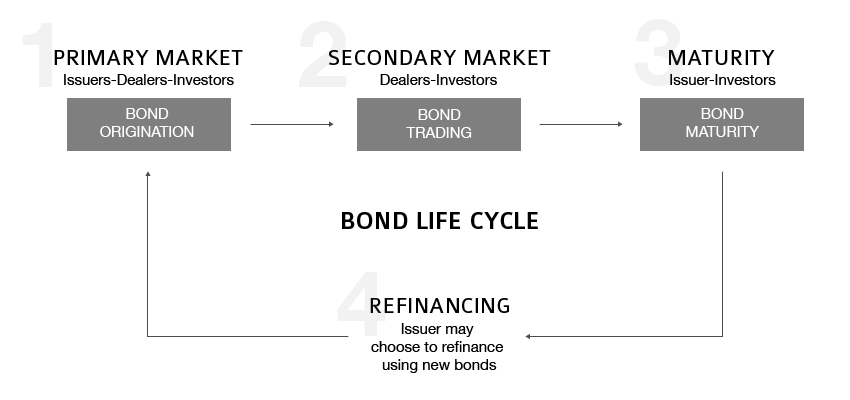 1
PRIMARY MARKET
Issuers-Dealers-Investors
BOND
ORIGINATION
2
SECONDARY MARKET
Dealers-Investors
BOND
TRADING
3
MATURITY
Issuer-Investors
BOND
MATURITY
BOND LIFE CYCLE
4
REFINANCING
Issuer may
choose to refinance
using new bonds